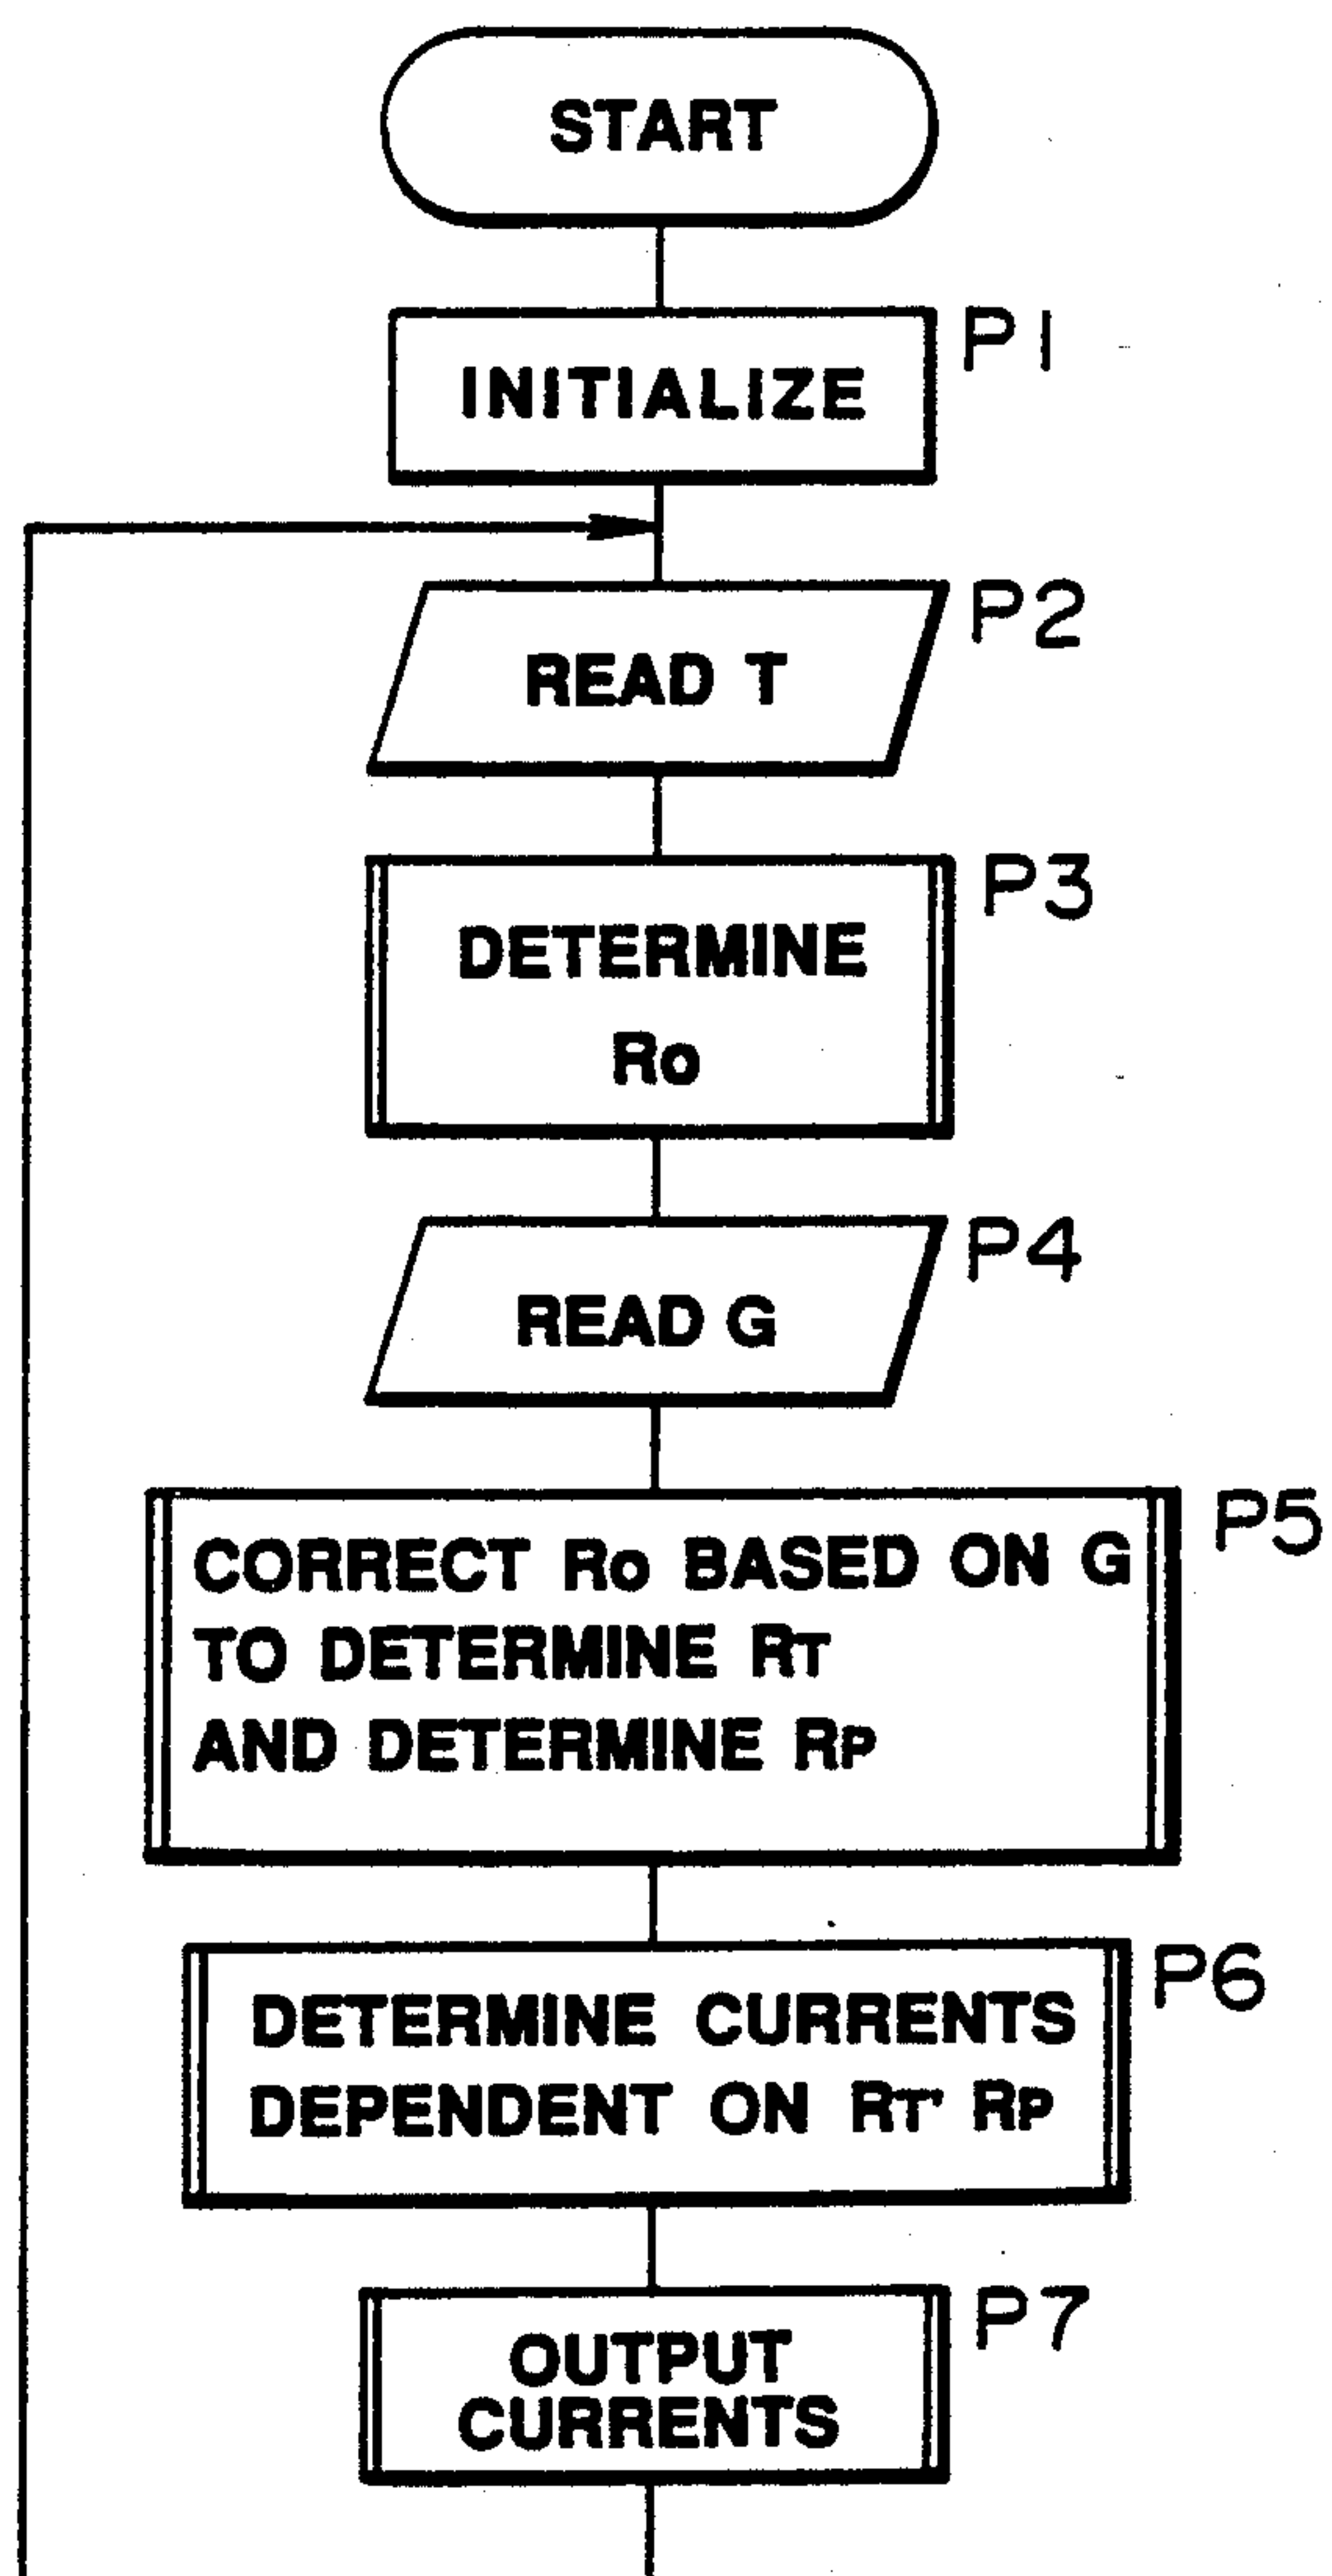 START
P1
INITIALIZE
P2
READ T
P3
DETERMINE
Ro
P4
READ G
P5
CORRECT Ro BASED ON G
TO DETERMINE RT
AND DETERMINE RP
P6
DETERMINE CURRENTS
DEPENDENT ON RT, RP
P7
OUTPUT
CURRENTS